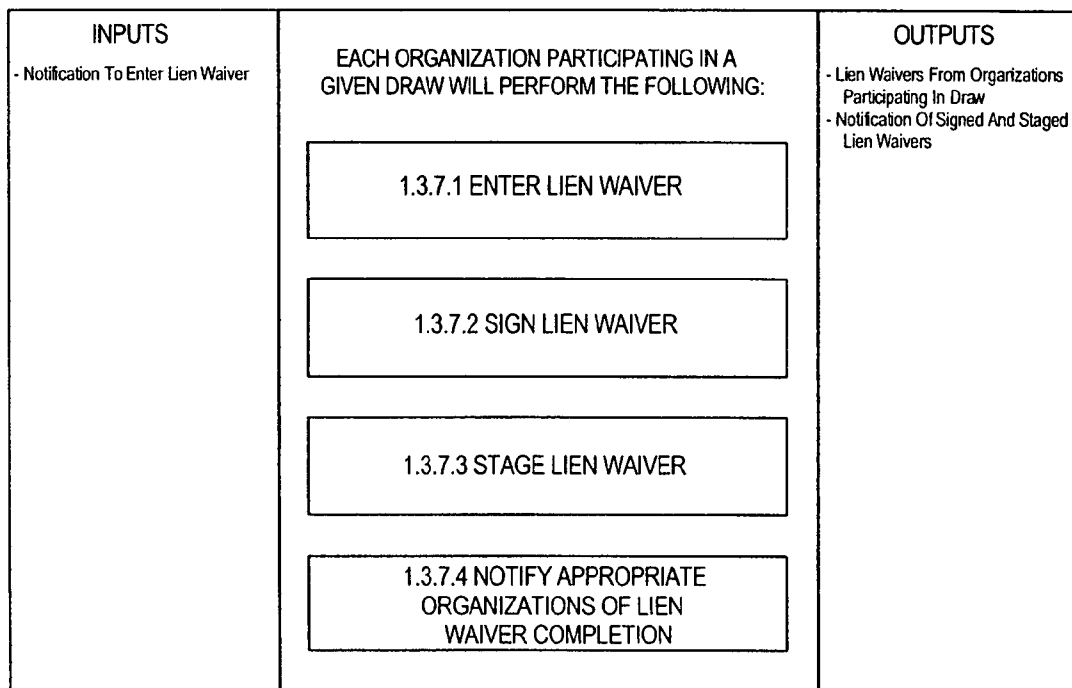 INPUTS
- Notification To Enter Lien Waiver
EACH ORGANIZATION PARTICIPATING IN A
GIVEN DRAW WILL PERFORM THE FOLLOWING:
1.3.7.1 ENTER LIEN WAIVER
1.3.7.2 SIGN LIEN WAIVER
1.3.7.3 STAGE LIEN WAIVER
1.3.7.4 NOTIFY APPROPRIATE
ORGANIZATIONS OF LIEN
WAIVER COMPLETION
OUTPUTS
- Lien Waivers From Organizations
Participating In Draw
- Notification Of Signed And Staged
Lien Waivers